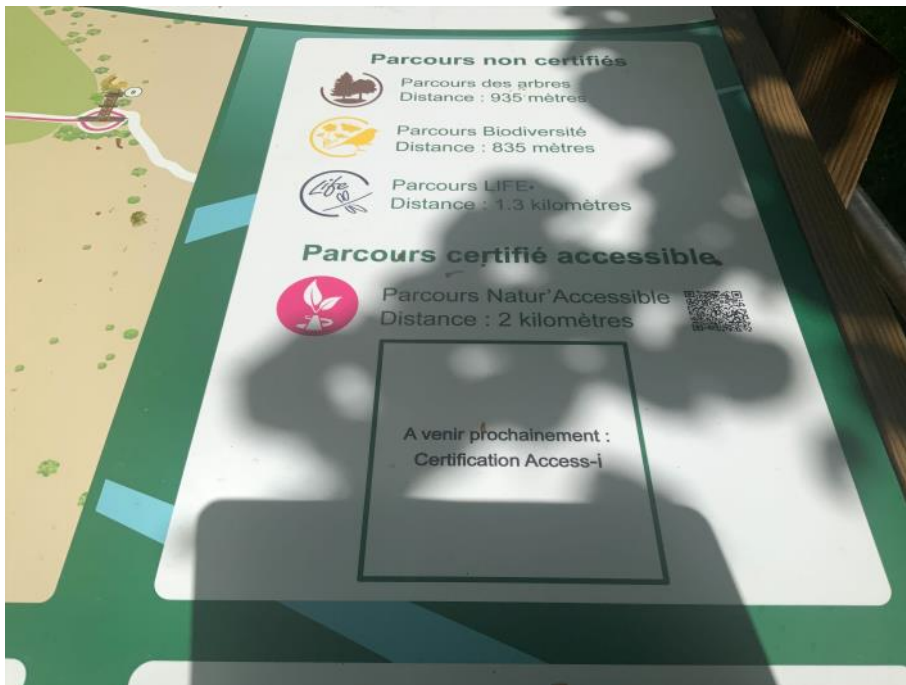 Parcours non certifiés
Parcours des arbres
Distance : 935 mètres
Parcours Biodiversité
Distance : 835 mètres
Life
Parcours LIFE
Distance : 1.3 kilomètres
Parcours certifié accessible
Parcours Natur'Accessible
Distance : 2 kilomètres
A venir prochainement :
Certification Access-i